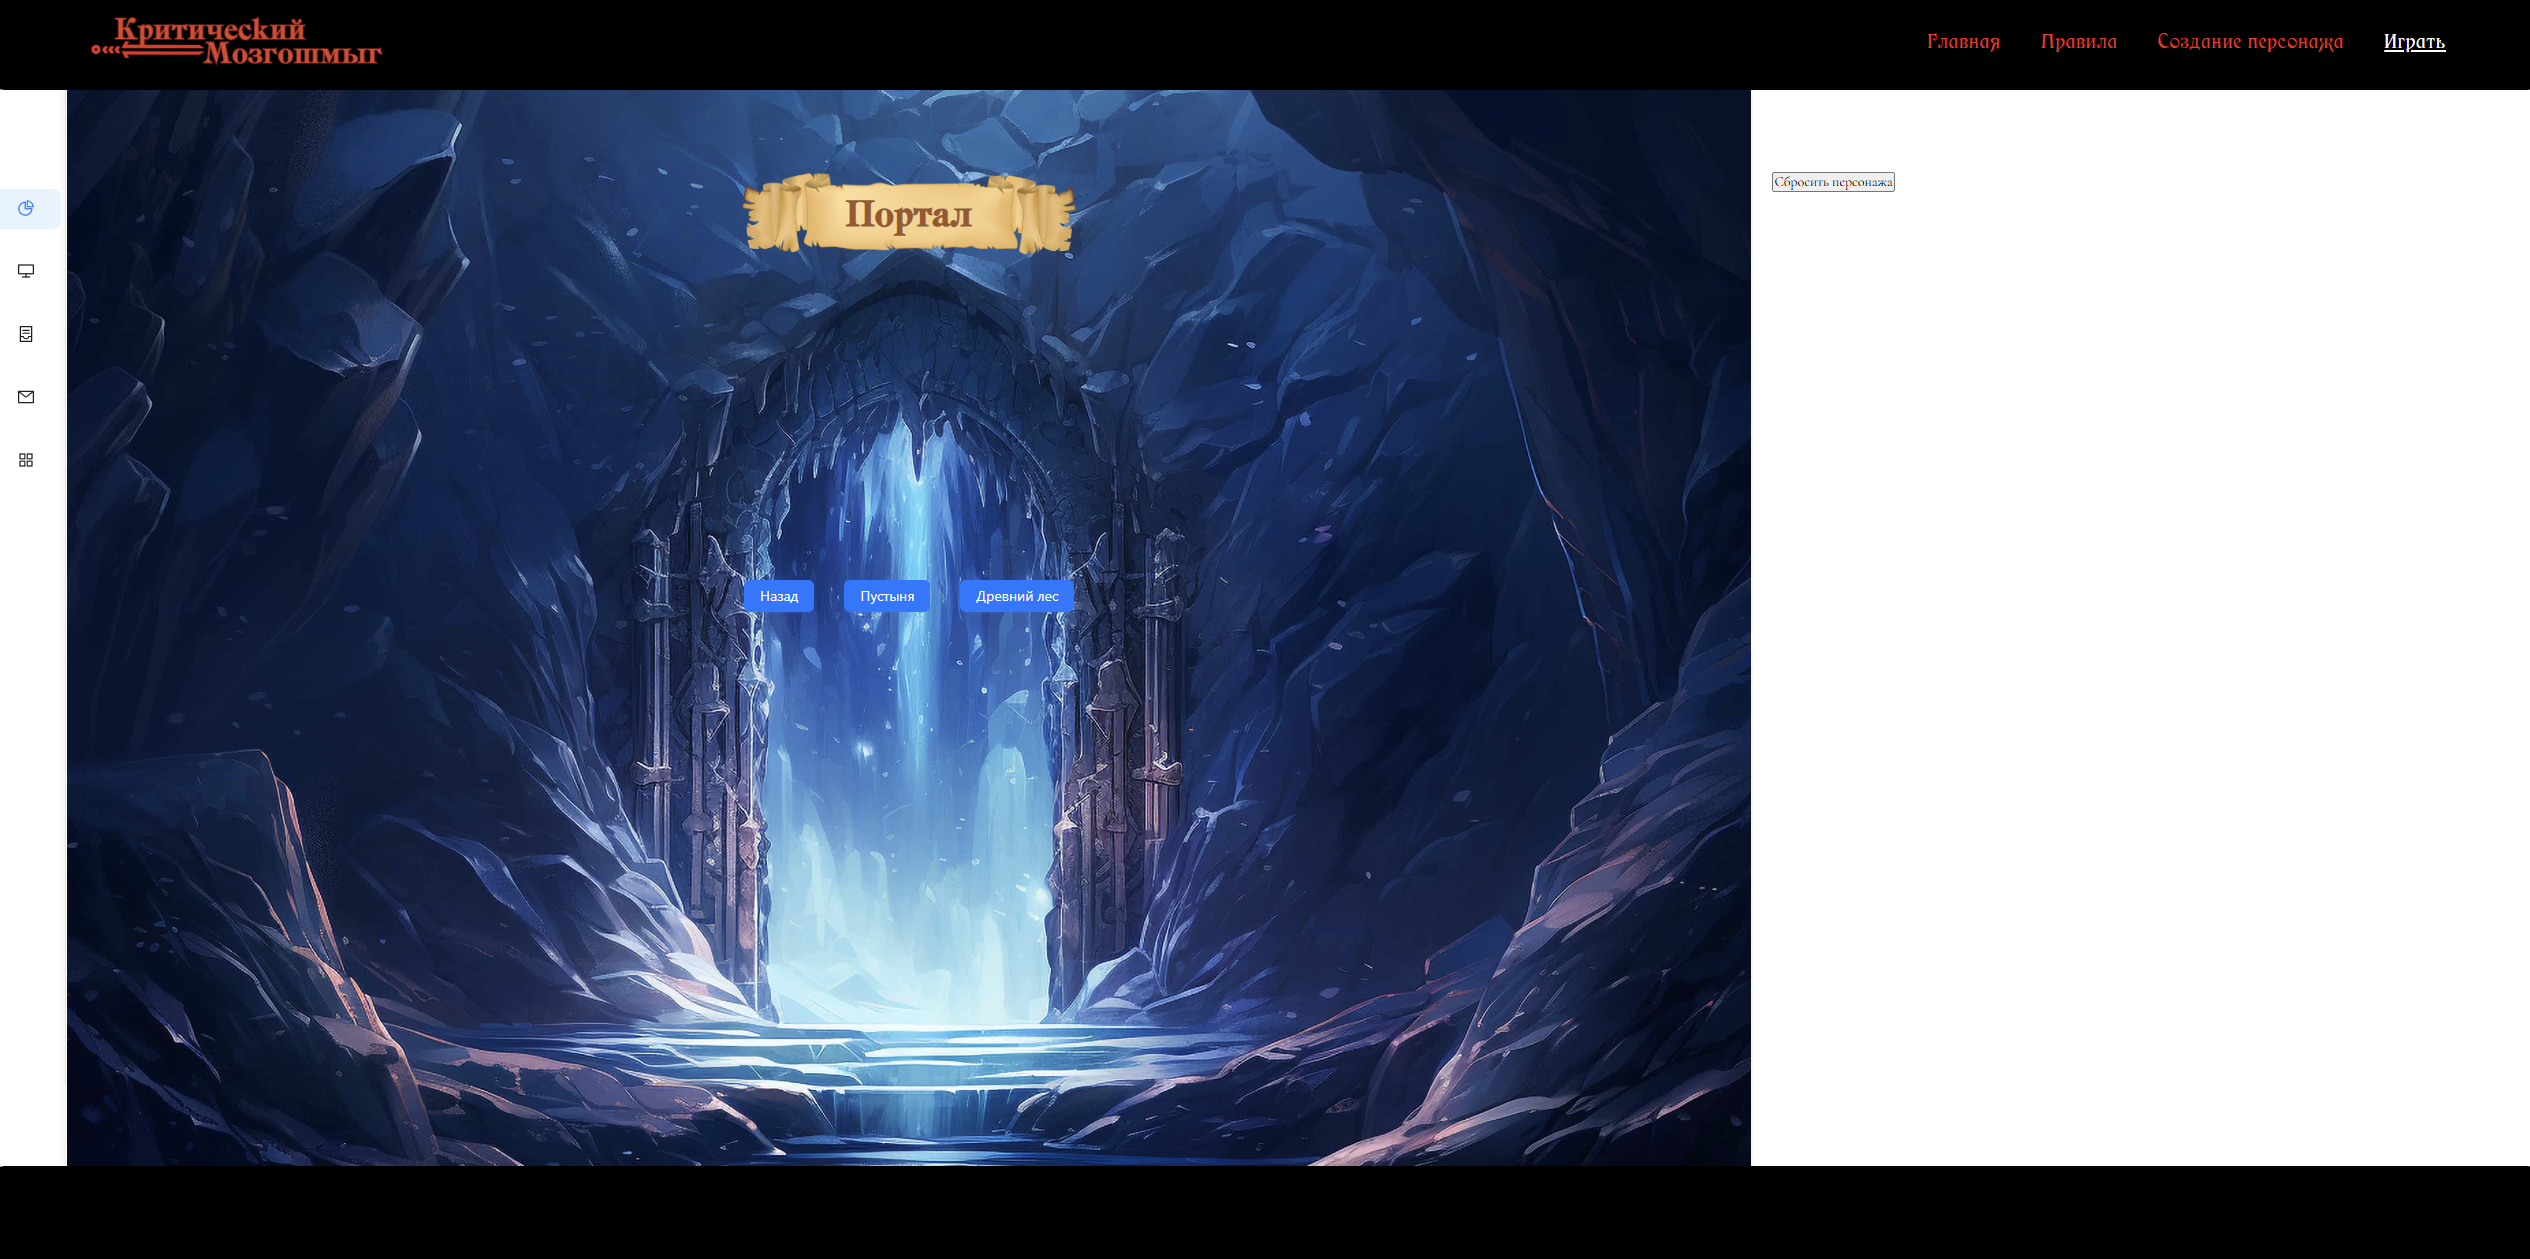 Критический
Мозгошмыг
Главная
Правила
Создание персонажа
Играть
Портал
Сбросить персонажа
Назад
Пустыня
Древний лес